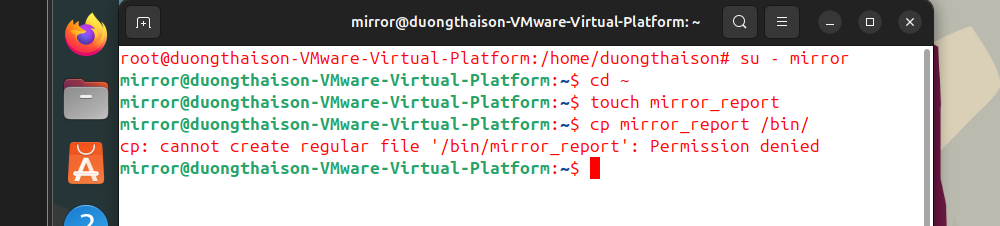 mirror@duongthaison-VMware-Virtual-Platform: ~
root@duongthaison-VMware-Virtual-Platform:/home/duongthaison# su - mirror
mirror@duongthaison-VMware-Virtual-Platform:~$ cd ~
mirror@duongthaison-VMware-Virtual-Platform:~$ touch mirror_report
mirror@duongthaison-VMware-Virtual-Platform:~$ cp mirror_report /bin/
cp: cannot create regular file '/bin/mirror_report': Permission denied
mirror@duongthaison-VMware-Virtual-Platform:~$